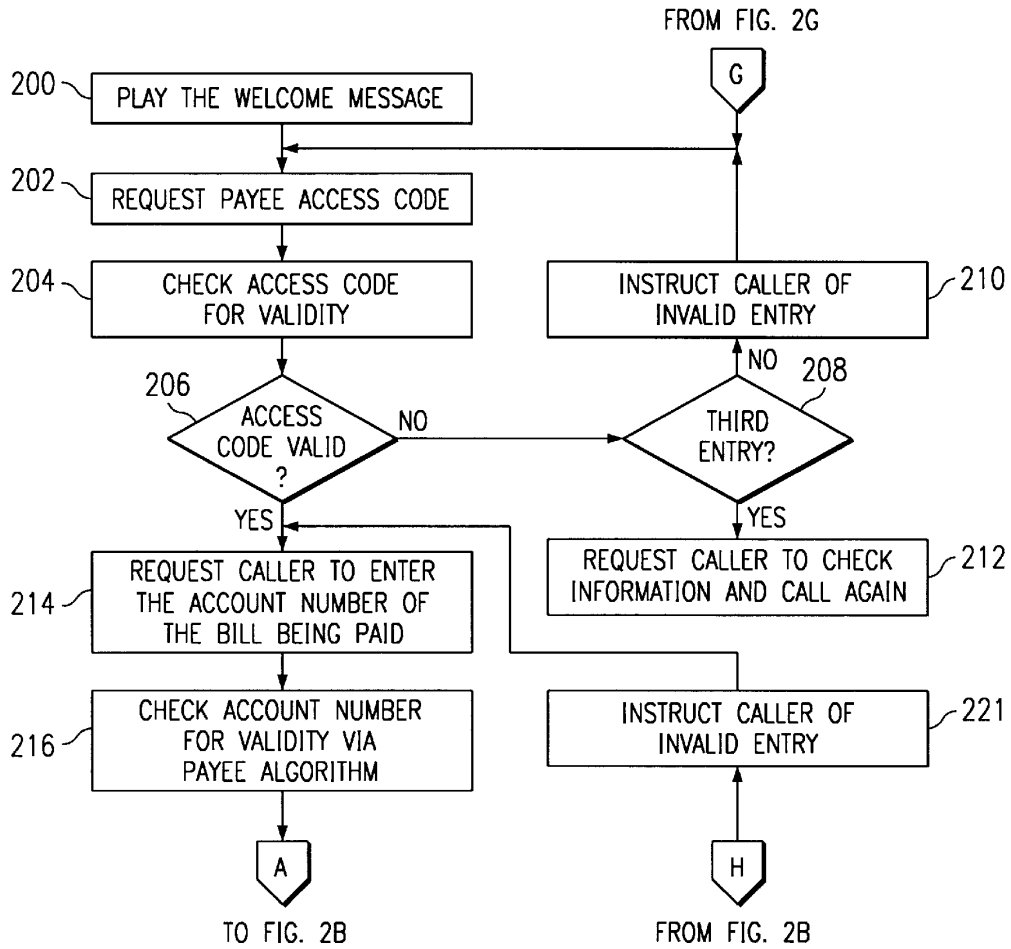 FROM FIG. 2G
G
200
PLAY THE WELCOME MESSAGE
202
REQUEST PAYEE ACCESS CODE
204
CHECK ACCESS CODE
FOR VALIDITY
INSTRUCT CALLER OF
INVALID ENTRY
210
206
ACCESS
CODE VALID
?
NO
YES
NO
208
THIRD
ENTRY?
YES
214
REQUEST CALLER TO ENTER
THE ACCOUNT NUMBER OF
THE BILL BEING PAID
REQUEST CALLER TO CHECK
INFORMATION AND CALL AGAIN
212
216
CHECK ACCOUNT NUMBER
FOR VALIDITY VIA
PAYEE ALGORITHM
INSTRUCT CALLER OF
INVALID ENTRY
221
A
TO FIG. 2B
H
FROM FIG. 2B